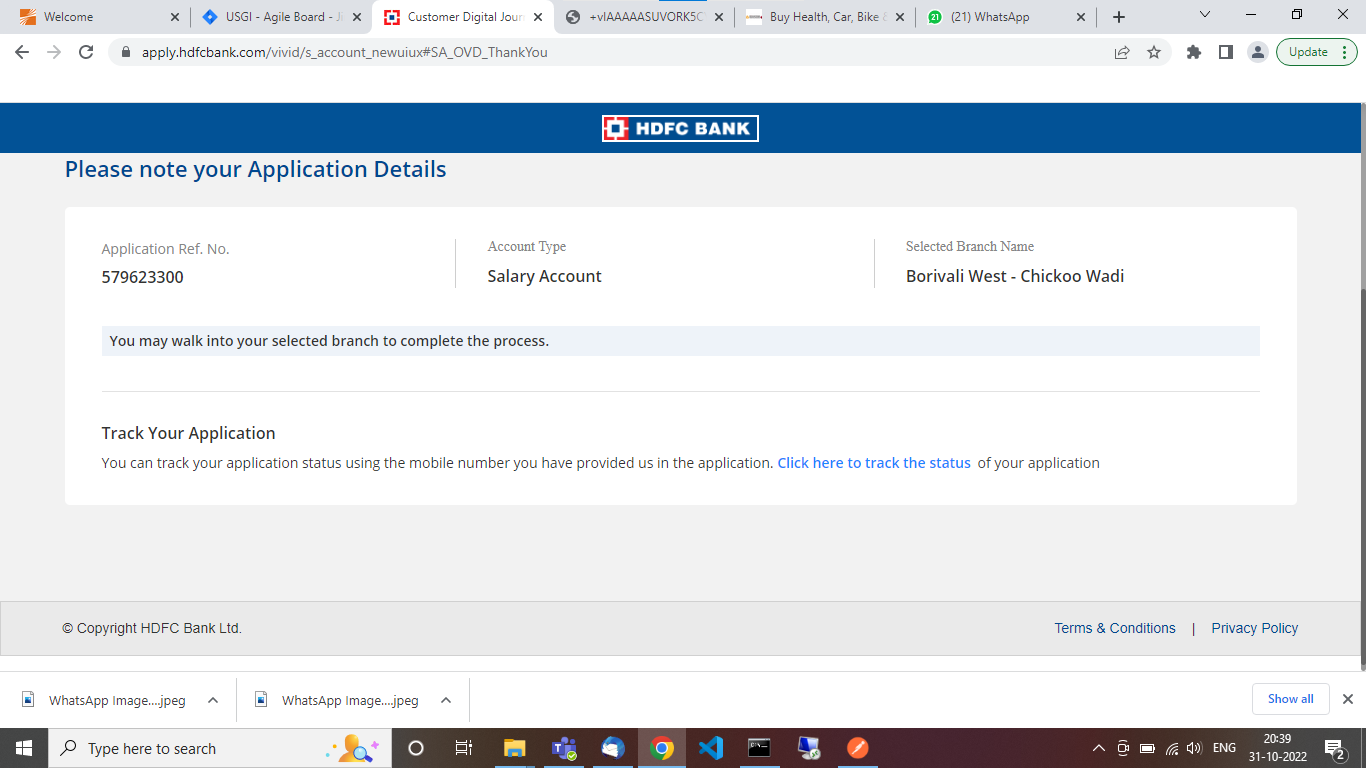 Welcome
USGI - Agile Board - Ji
Customer Digital Jour
+vIAAAAASUVORK5C
Buy Health, Car, Bike &
(21) WhatsApp
apply.hdfcbank.com/vivid/s_account_newuiux#SA_OVD_ThankYou
Update
HDFC BANK
Please note your Application Details
Application Ref. No.
579623300
Account Type
Salary Account
Selected Branch Name
Borivali West - Chickoo Wadi
You may walk into your selected branch to complete the process.
Track Your Application
You can track your application status using the mobile number you have provided us in the application. Click here to track the status of your application
© Copyright HDFC Bank Ltd.
Terms & Conditions | Privacy Policy
WhatsApp Image....jpeg
WhatsApp Image....jpeg
Show all
Type here to search
ENG
20:39
31-10-2022
2